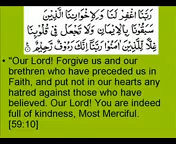 رَبَّنَا اغْفِرْ لَنَا وَلِإِخْوَانِنَا الَّذِينَ
سَبَقُونَا بِالْإِيمَانِ وَلَا تَجْعَلْ فِي قُلُوبِنَا
غِلًّا لِّلَّذِينَ آمَنُوا رَبَّنَا إِنَّكَ رَءُوفٌ رَّحِيمٌ
• "Our Lord! Forgive us and our
brethren who have preceded us in
Faith, and put not in our hearts any
hatred against those who have
believed. Our Lord! You are indeed
full of kindness, Most Merciful.
[59:10]